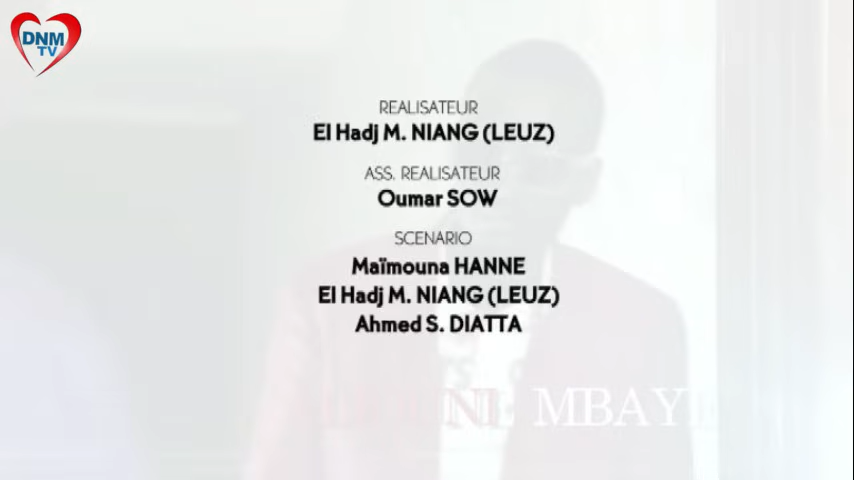 DNM
TV
REALISATEUR
El Hadj M. NIANG (LEUZ)
ASS. REALISATEUR
Oumar SOW
SCENARIO
Maïmouna HANNE
El Hadj M. NIANG (LEUZ)
Ahmed S. DIATTA
MBAYE